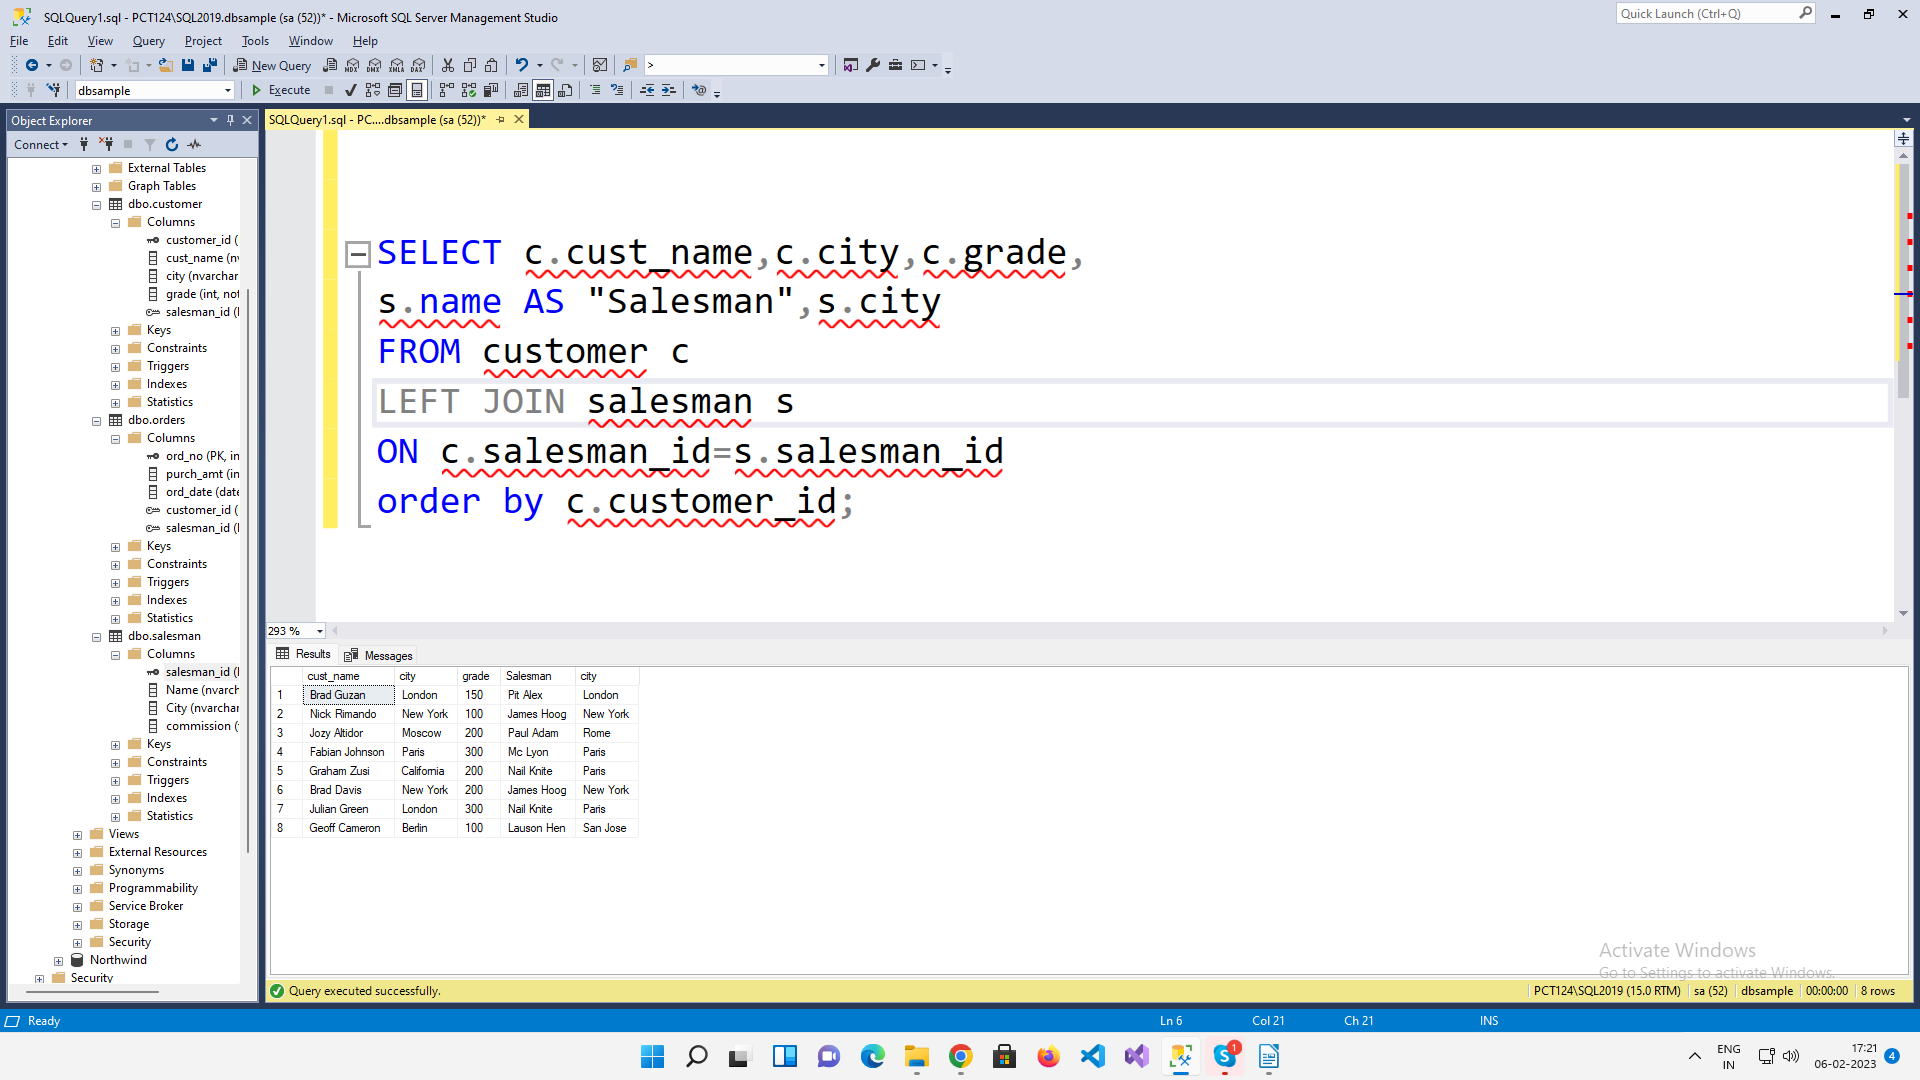 SQLQuery1.sql - PCT124\SQL2019.dbsample (sa (52))* - Microsoft SQL Server Management Studio
Quick Launch (Ctrl+Q)
File Edit View Query Project Tools Window Help
New Query
MDX DMX XMLA DAX
>
dbsample
Execute
Object Explorer
SQLQuery1.sql - PC....dbsample (sa (52))*
Connect
External Tables
Graph Tables
dbo.customer
Columns
customer_id (
cust_name (nv
city (nvarchar
grade (int, not
salesman_id (
Keys
Constraints
Triggers
Indexes
Statistics
dbo.orders
Columns
ord_no (PK, in
purch_amt (in
ord_date (date
customer_id (
salesman_id (
Keys
Constraints
Triggers
Indexes
Statistics
dbo.salesman
Columns
salesman_id (
Name (nvarch
City (nvarchar
commission (
Keys
Constraints
Triggers
Indexes
Statistics
Views
External Resources
Synonyms
Programmability
Service Broker
Storage
Security
Northwind
Security
SELECT c.cust_name,c.city,c.grade,
s.name AS "Salesman",s.city
FROM customer c
LEFT JOIN salesman s
ON c.salesman_id=s.salesman_id
order by c.customer_id;
293 %
Results Messages
cust_name city grade Salesman city
1 Brad Guzan London 150 Pit Alex London
2 Nick Rimando New York 100 James Hoog New York
3 Jozy Altidor Moscow 200 Paul Adam Rome
4 Fabian Johnson Paris 300 Mc Lyon Paris
5 Graham Zusi California 200 Nail Knite Paris
6 Brad Davis New York 200 James Hoog New York
7 Julian Green London 300 Nail Knite Paris
8 Geoff Cameron Berlin 100 Lauson Hen San Jose
Activate Windows
Go to Settings to activate Windows.
Query executed successfully.
PCT124\SQL2019 (15.0 RTM) sa (52) dbsample 00:00:00 8 rows
Ready
Ln 6 Col 21 Ch 21 INS
1
ENG
IN
17:21
06-02-2023
4